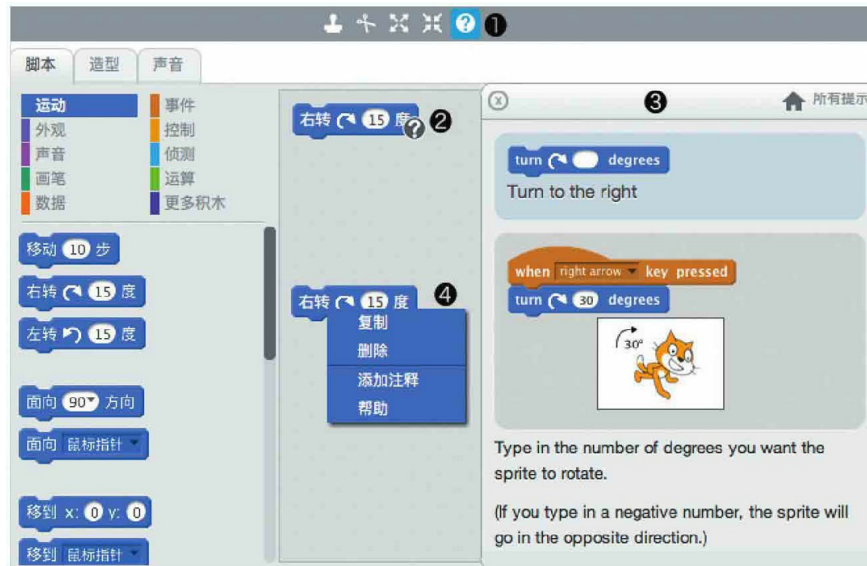 ❶
脚本 造型 声音
运动 事件
外观 控制
声音 侦测
画笔 运算
数据 更多积木
移动 10 步
右转 15 度
左转 15 度
面向 90 方向
面向 鼠标指针
移到 x: 0 y: 0
移到 鼠标指针
右转 15 度 ❷
右转 15 度 ❹
复制
删除
添加注释
帮助
❸ 所有提示
turn degrees
Turn to the right
when right arrow key pressed
turn 30 degrees
30°
Type in the number of degrees you want the
sprite to rotate.
(If you type in a negative number, the sprite will
go in the opposite direction.)